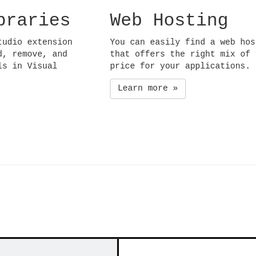 braries
Web Hosting
tudio extension
d, remove, and
ls in Visual
You can easily find a web hos
that offers the right mix of
price for your applications.
Learn more »